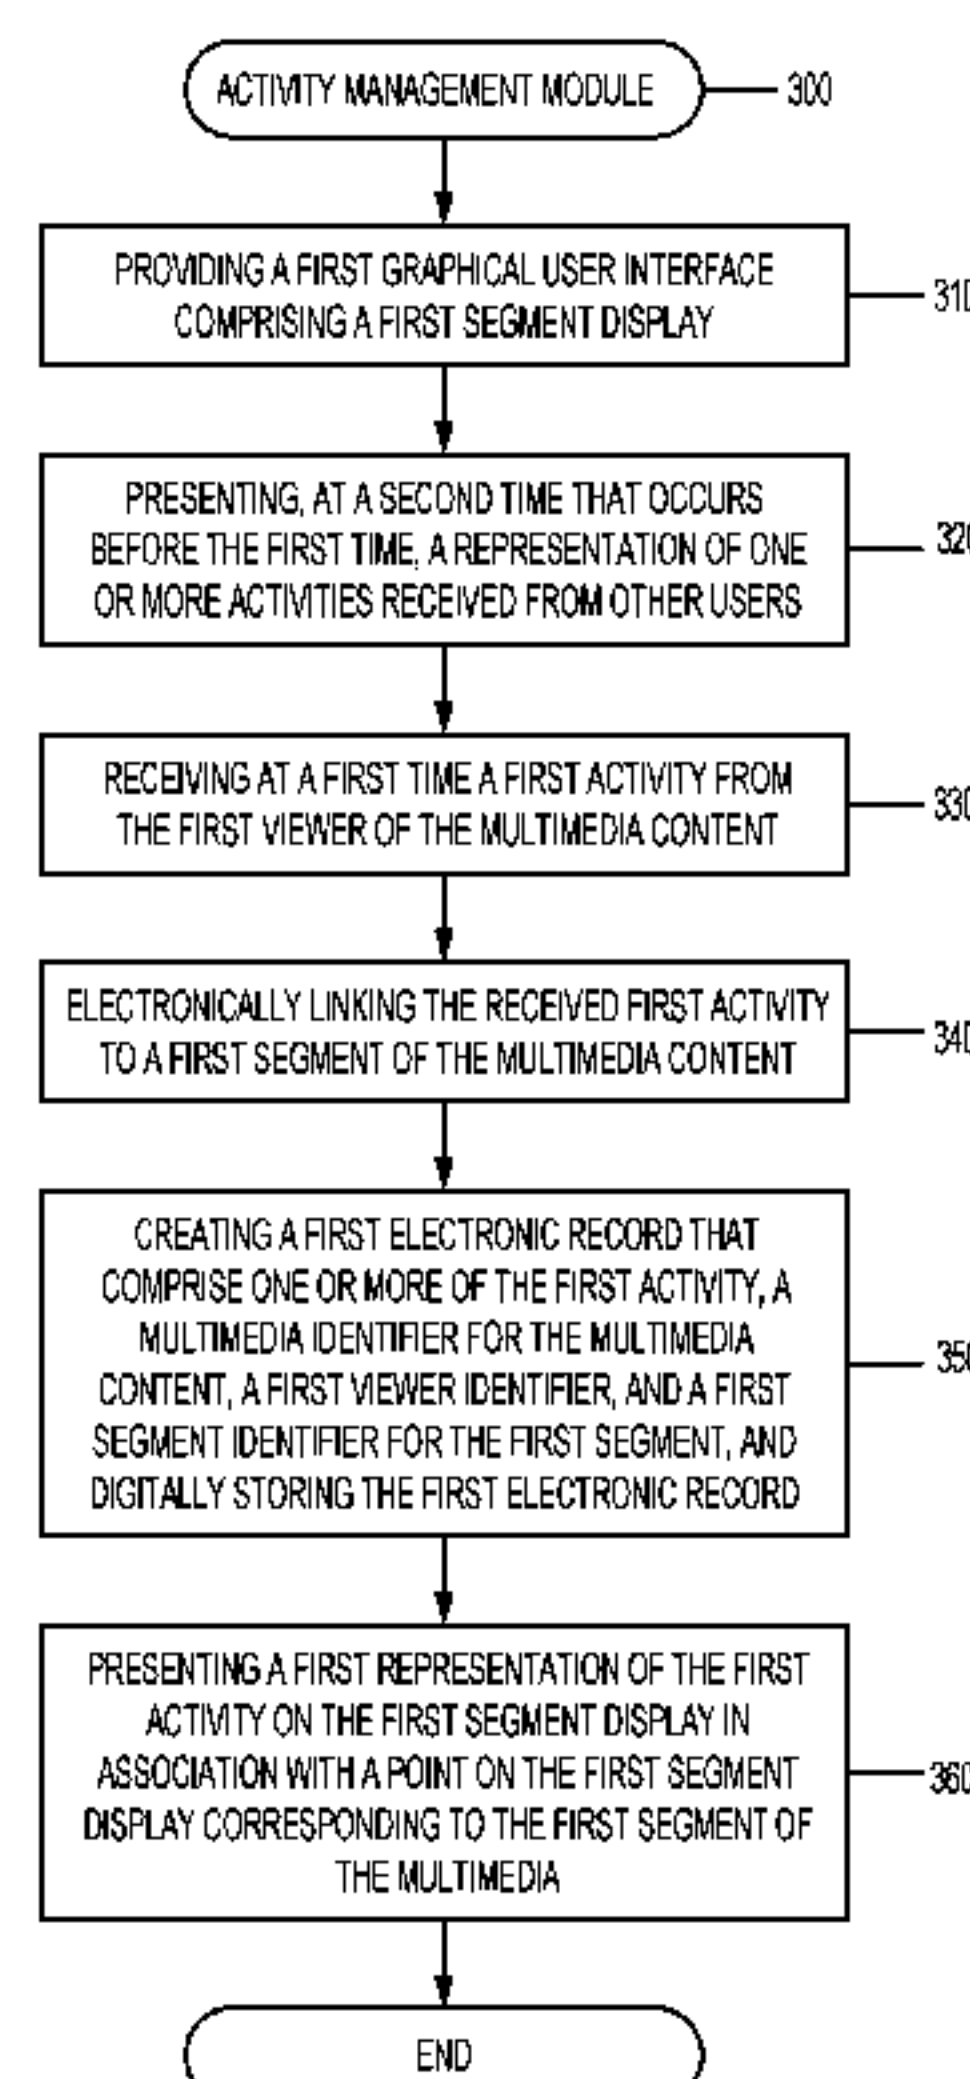 ACTIVITY MANAGEMENT MODULE
300
PROVIDING A FIRST GRAPHICAL USER INTERFACE
COMPRISING A FIRST SEGMENT DISPLAY
310
PRESENTING, AT A SECOND TIME THAT OCCURS
BEFORE THE FIRST TIME, A REPRESENTATION OF ONE
OR MORE ACTIVITIES RECEIVED FROM OTHER USERS
320
RECEIVING AT A FIRST TIME A FIRST ACTIVITY FROM
THE FIRST VIEWER OF THE MULTIMEDIA CONTENT
330
ELECTRONICALLY LINKING THE RECEIVED FIRST ACTIVITY
TO A FIRST SEGMENT OF THE MULTIMEDIA CONTENT
340
CREATING A FIRST ELECTRONIC RECORD THAT
COMPRISE ONE OR MORE OF THE FIRST ACTIVITY, A
MULTIMEDIA IDENTIFIER FOR THE MULTIMEDIA
CONTENT, A FIRST VIEWER IDENTIFIER, AND A FIRST
SEGMENT IDENTIFIER FOR THE FIRST SEGMENT, AND
DIGITALLY STORING THE FIRST ELECTRONIC RECORD
350
PRESENTING A FIRST REPRESENTATION OF THE FIRST
ACTIVITY ON THE FIRST SEGMENT DISPLAY IN
ASSOCIATION WITH A POINT ON THE FIRST SEGMENT
DISPLAY CORRESPONDING TO THE FIRST SEGMENT OF
THE MULTIMEDIA
360
END